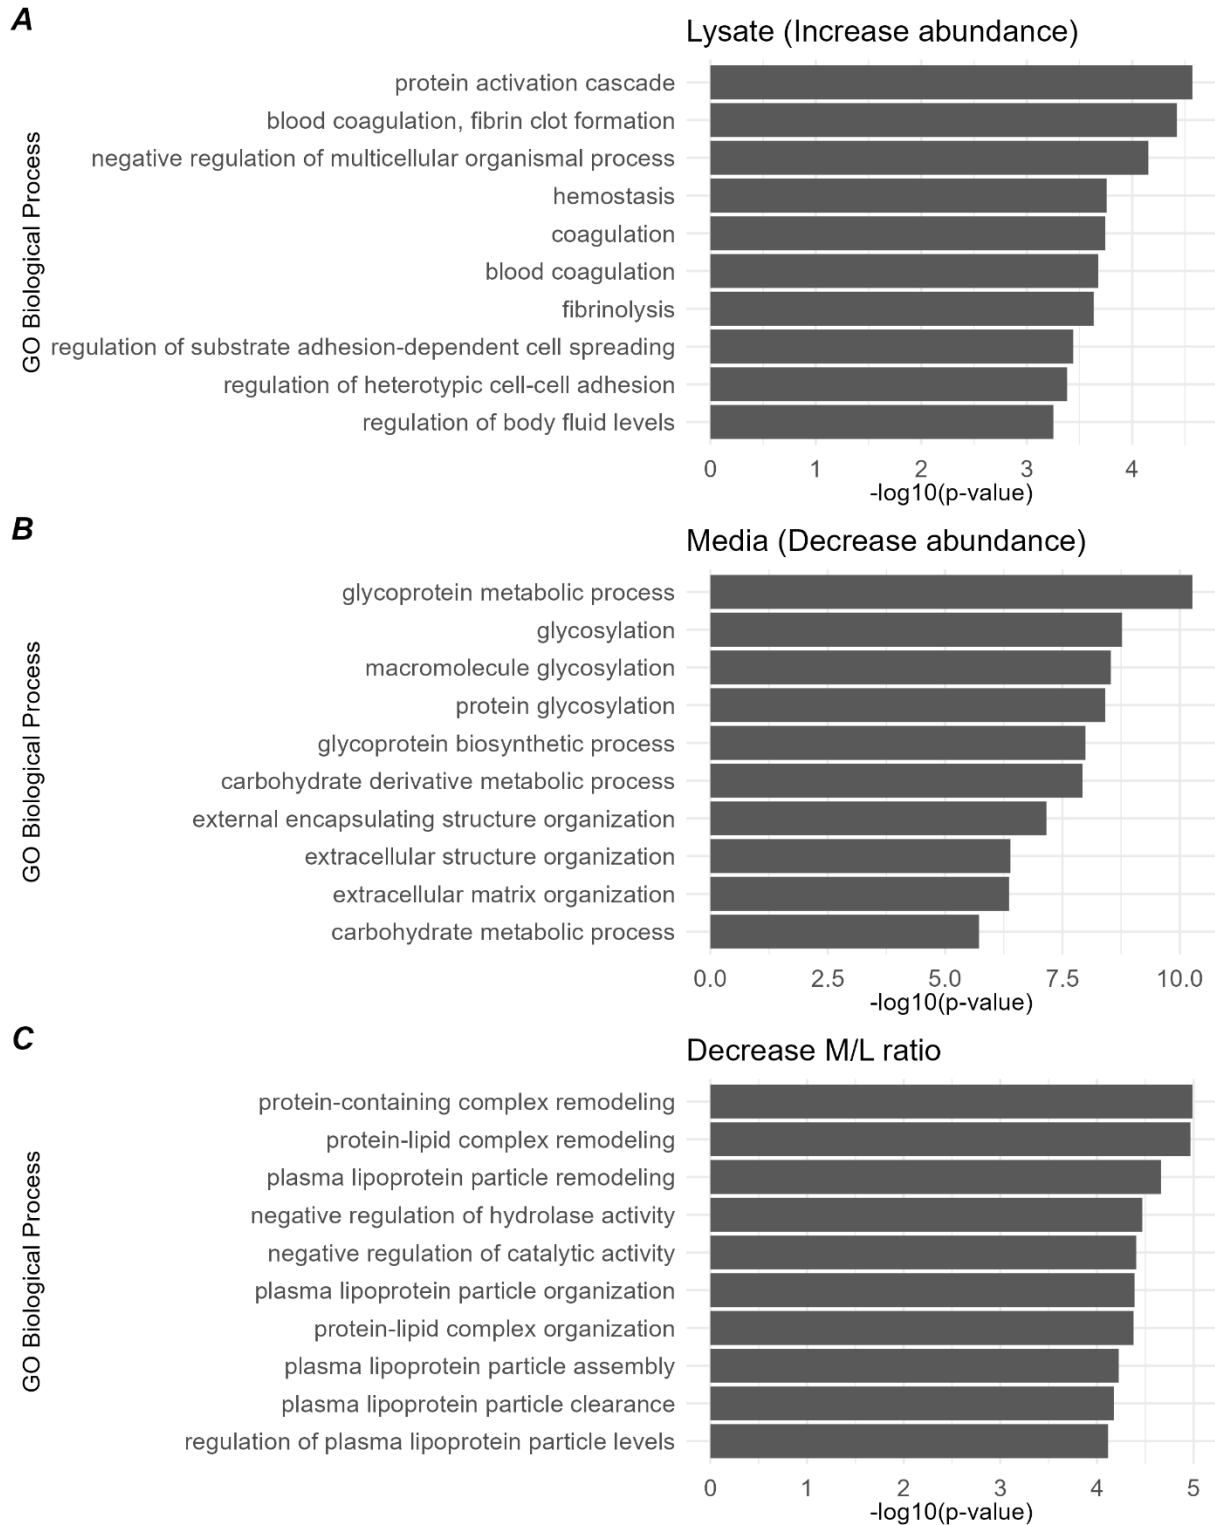 A
Lysate (Increase abundance)
GO Biological Process
protein activation cascade
blood coagulation, fibrin clot formation
negative regulation of multicellular organismal process
hemostasis
coagulation
blood coagulation
fibrinolysis
regulation of substrate adhesion-dependent cell spreading
regulation of heterotypic cell-cell adhesion
regulation of body fluid levels
0 1 2 3 4
-log10(p-value)
B
Media (Decrease abundance)
GO Biological Process
glycoprotein metabolic process
glycosylation
macromolecule glycosylation
protein glycosylation
glycoprotein biosynthetic process
carbohydrate derivative metabolic process
external encapsulating structure organization
extracellular structure organization
extracellular matrix organization
carbohydrate metabolic process
0.0 2.5 5.0 7.5 10.0
-log10(p-value)
C
Decrease M/L ratio
GO Biological Process
protein-containing complex remodeling
protein-lipid complex remodeling
plasma lipoprotein particle remodeling
negative regulation of hydrolase activity
negative regulation of catalytic activity
plasma lipoprotein particle organization
protein-lipid complex organization
plasma lipoprotein particle assembly
plasma lipoprotein particle clearance
regulation of plasma lipoprotein particle levels
0 1 2 3 4 5
-log10(p-value)